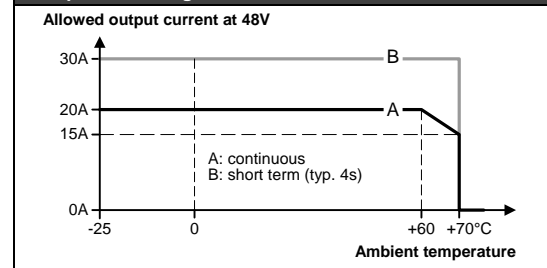 Allowed output current at 48V
30A
B
20A
A
15A
A: continuous
B: short term (typ. 4s)
0A
-25
0
+60
+70°C
Ambient temperature